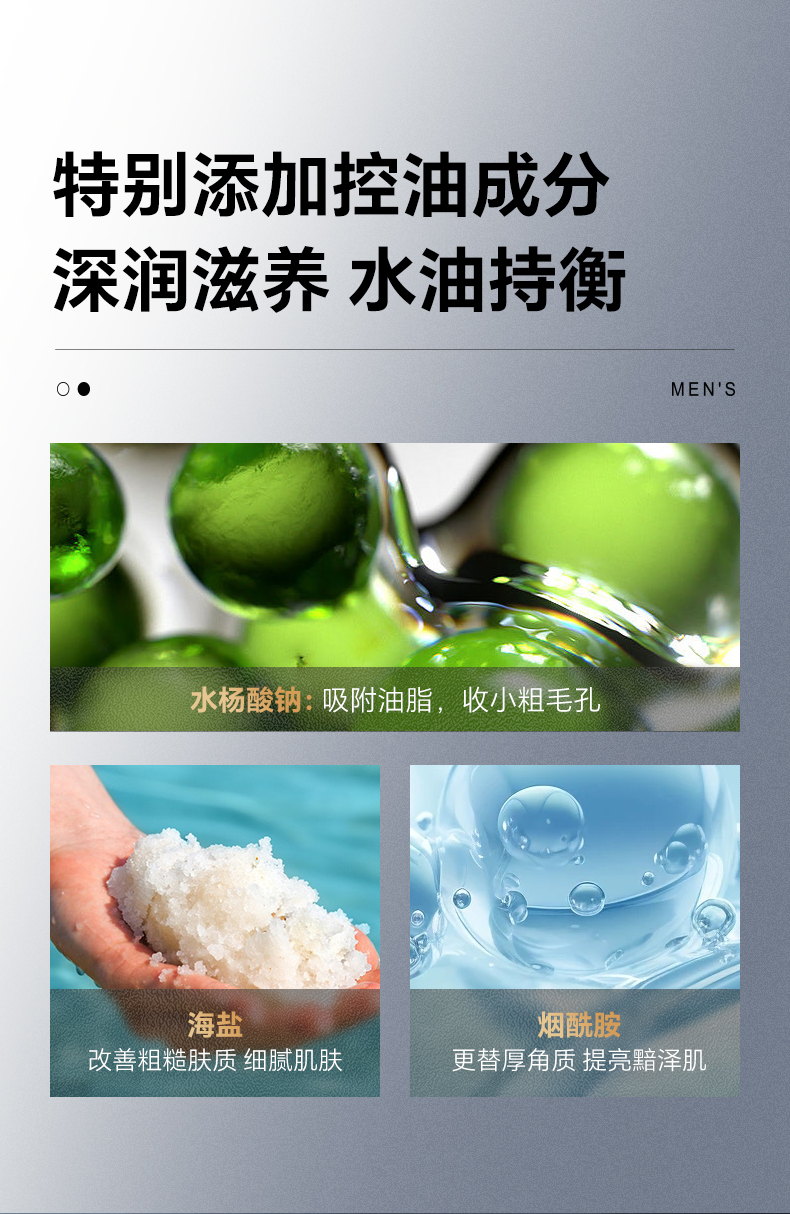 特别添加控油成分
深润滋养 水油持衡
MEN'S
水杨酸钠：吸附油脂，收小粗毛孔
海盐
改善粗糙肤质 细腻肌肤
烟酰胺
更替厚角质 提亮黯泽肌